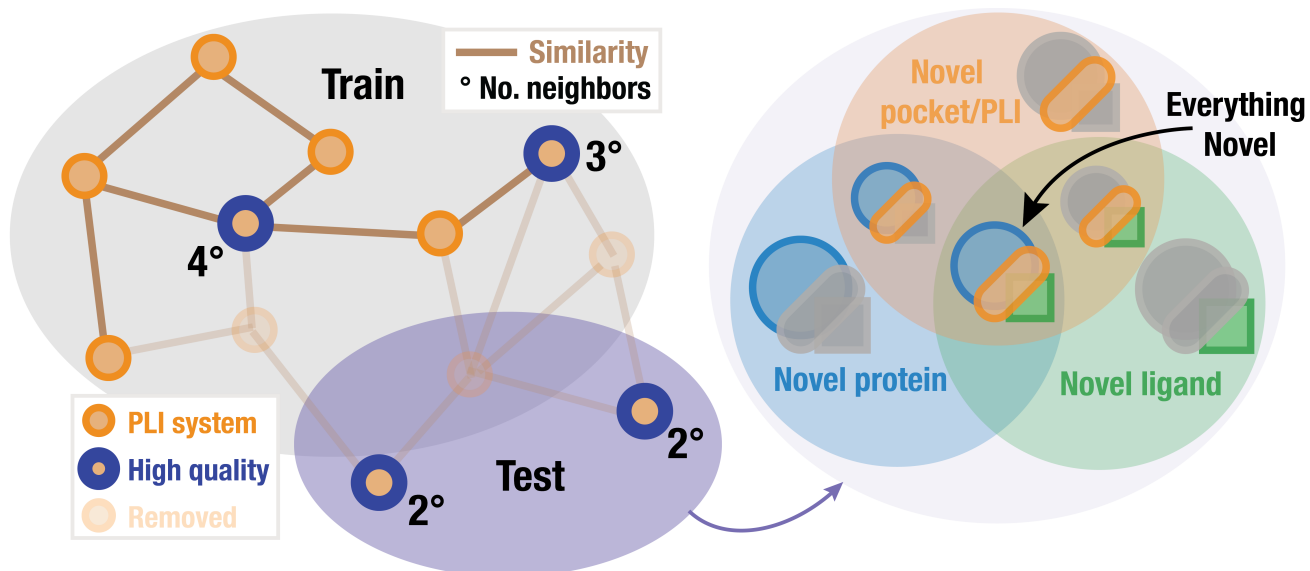 Train
Similarity
° No. neighbors
3°
4°
2°
2°
Test
PLI system
High quality
Removed
Novel
pocket/PLI
Everything
Novel
Novel protein
Novel ligand